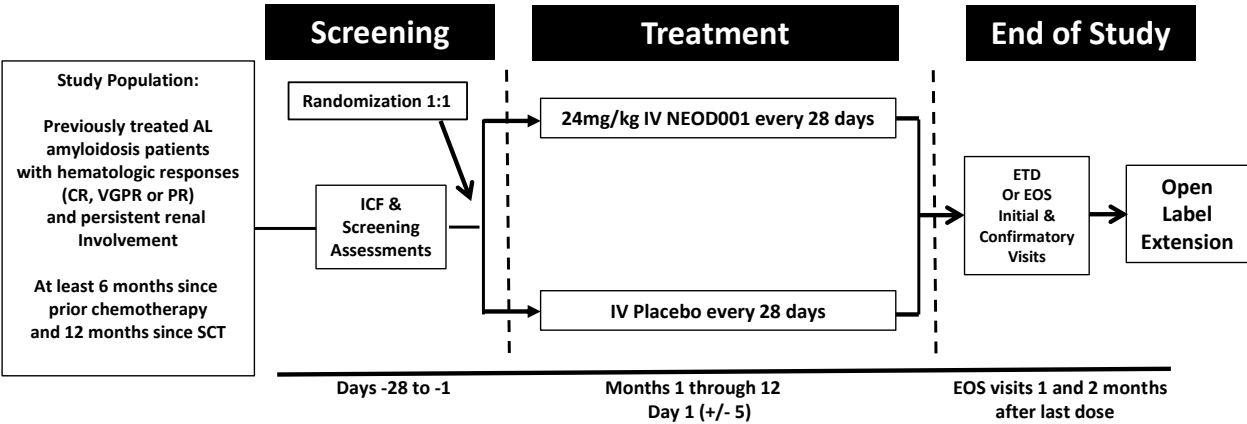 Screening
Treatment
End of Study
Study Population:
Previously treated AL
amyloidosis patients
with hematologic responses
(CR, VGPR or PR)
and persistent renal
Involvement
At least 6 months since
prior chemotherapy
and 12 months since SCT
Randomization 1:1
ICF &
Screening
Assessments
24mg/kg IV NEOD001 every 28 days
IV Placebo every 28 days
ETD
Or EOS
Initial &
Confirmatory
Visits
Open
Label
Extension
Days -28 to -1
Months 1 through 12
Day 1 (+/- 5)
EOS visits 1 and 2 months
after last dose